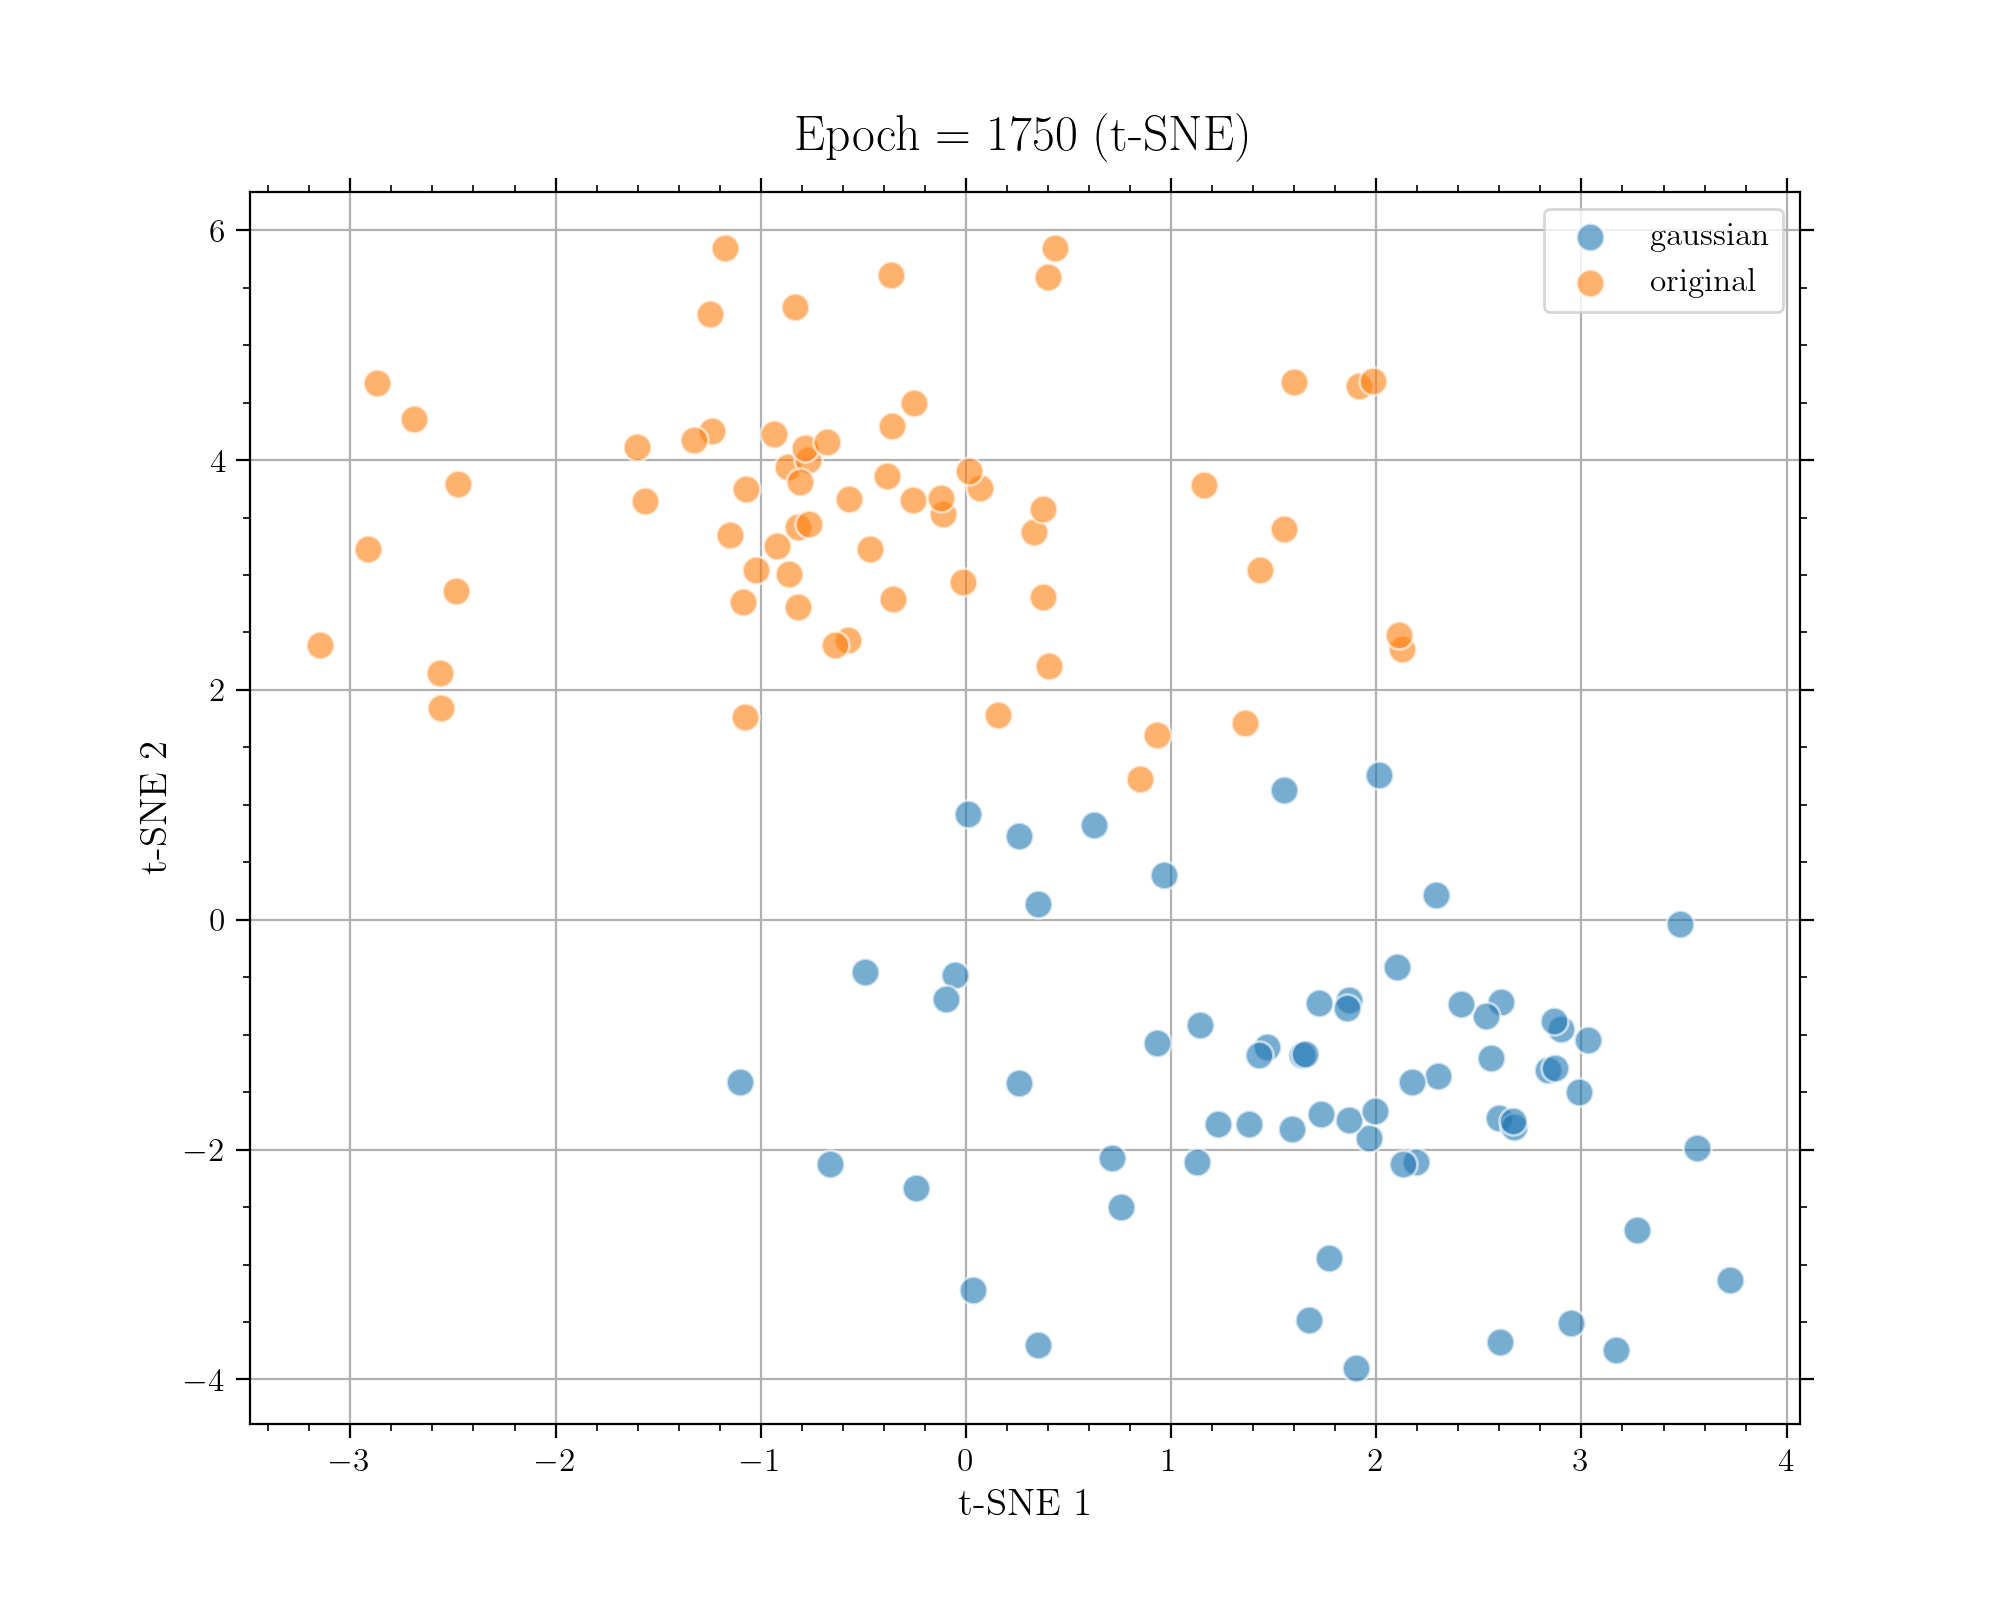 Epoch = 1750 (t-SNE)
gaussian
original
6
4
2
0
−2
−4
t-SNE 2
−3 −2 −1 0 1 2 3 4
t-SNE 1